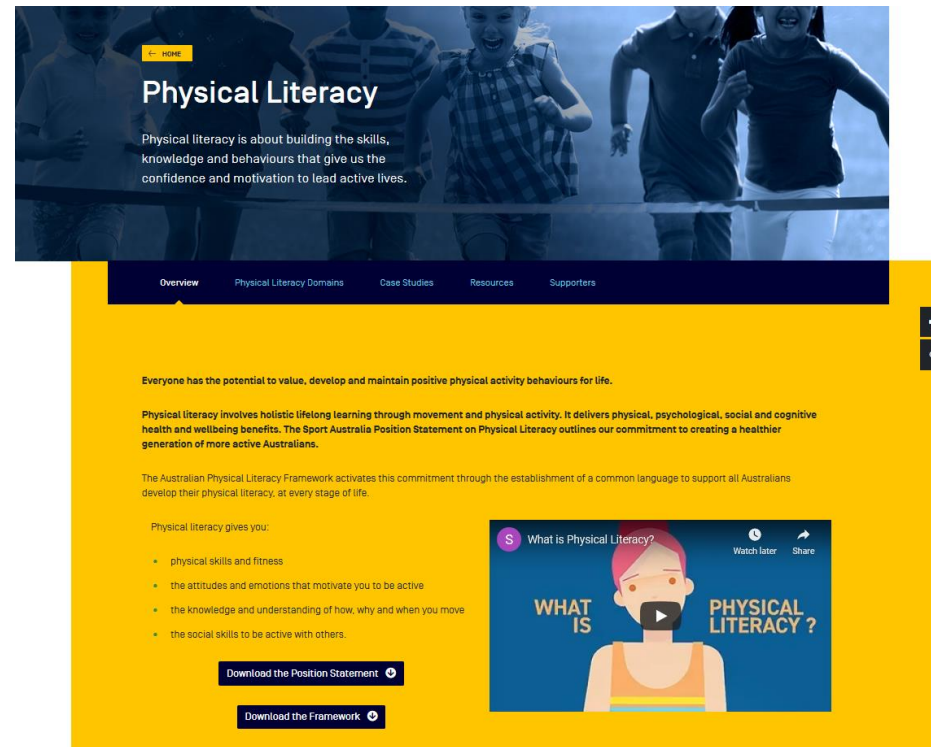 ← HOME
Physical Literacy
Physical literacy is about building the skills,
knowledge and behaviours that give us the
confidence and motivation to lead active lives.
Overview Physical Literacy Domains Case Studies Resources Supporters
Everyone has the potential to value, develop and maintain positive physical activity behaviours for life.
Physical literacy involves holistic lifelong learning through movement and physical activity. It delivers physical, psychological, social and cognitive
health and wellbeing benefits. The Sport Australia Position Statement on Physical Literacy outlines our commitment to creating a healthier
generation of more active Australians.
The Australian Physical Literacy Framework activates this commitment through the establishment of a common language to support all Australians
develop their physical literacy, at every stage of life.
Physical literacy gives you:
• physical skills and fitness
• the attitudes and emotions that motivate you to be active
• the knowledge and understanding of how, why and when you move
• the social skills to be active with others.
Download the Position Statement
Download the Framework
S What is Physical Literacy?
Watch later Share
WHAT IS
PHYSICAL LITERACY ?